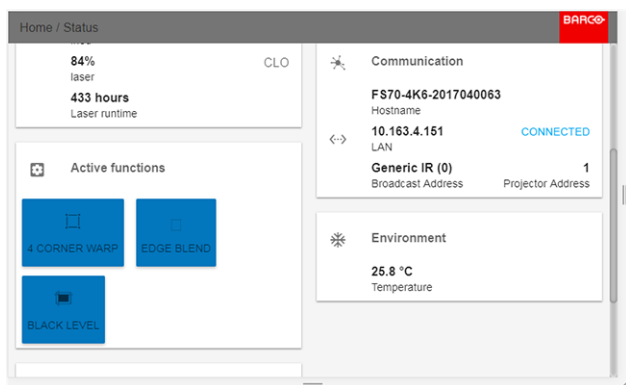 Home / Status
BARCO
84%
CLO
laser
433 hours
Laser runtime
Active functions
4 CORNER WARP
EDGE BLEND
BLACK LEVEL
Communication
FS70-4K6-2017040063
Hostname
10.163.4.151
CONNECTED
LAN
Generic IR (0)
1
Broadcast Address
Projector Address
Environment
25.8 °C
Temperature